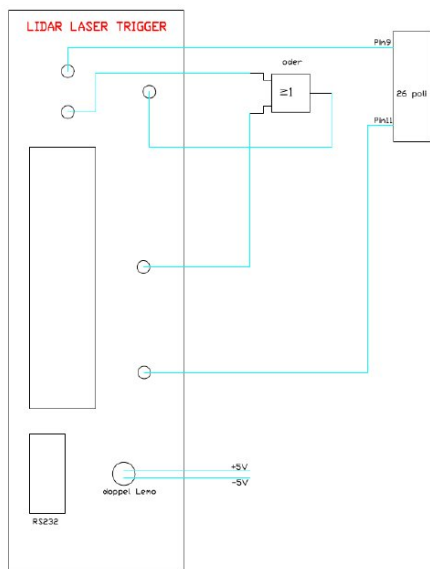 LIDAR LASER TRIGGER
Pin9
oder
≥1
26 poll
Pin11
+5V
-5V
doppel Lemo
RS232